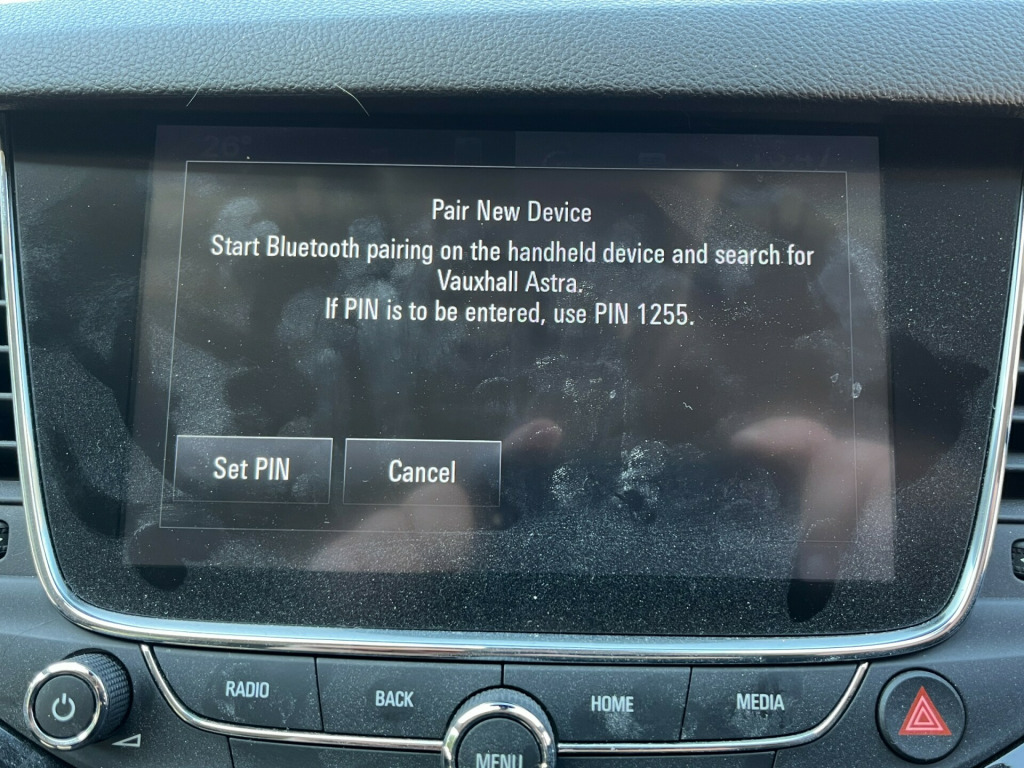 Pair New Device
Start Bluetooth pairing on the handheld device and search for
Vauxhall Astra.
If PIN is to be entered, use PIN 1255.
Set PIN
Cancel
RADIO
BACK
HOME
MEDIA
MENU